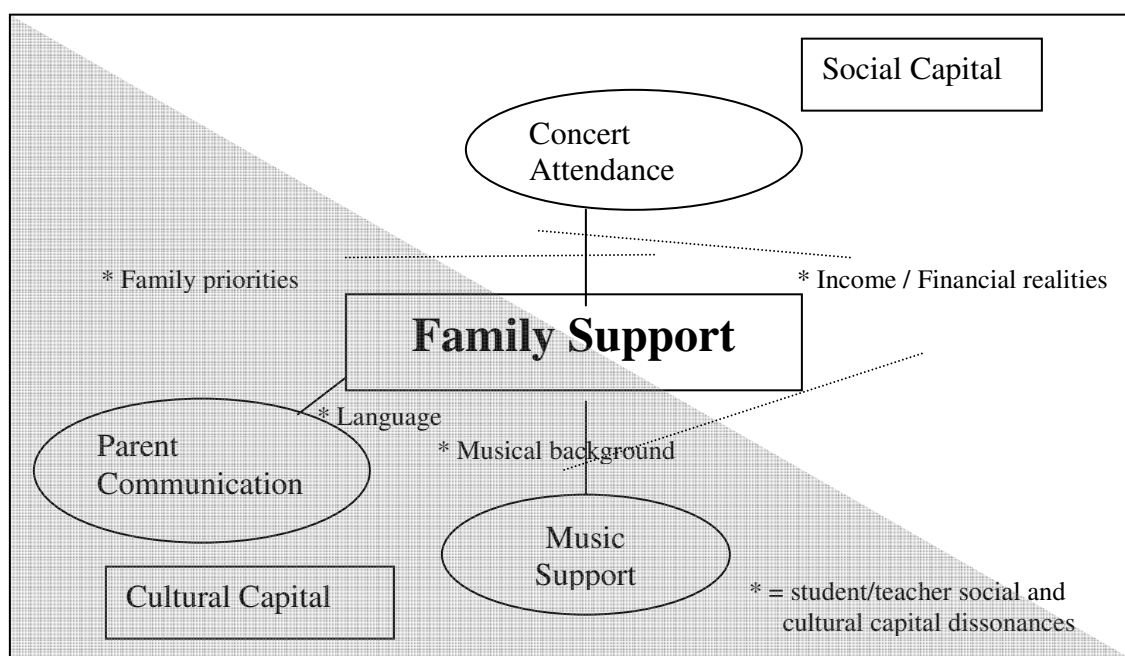 Social Capital
Concert
Attendance
* Family priorities
* Income / Financial realities
Family Support
* Language
* Musical background
Parent
Communication
Music
Support
Cultural Capital
* = student/teacher social and
cultural capital dissonances